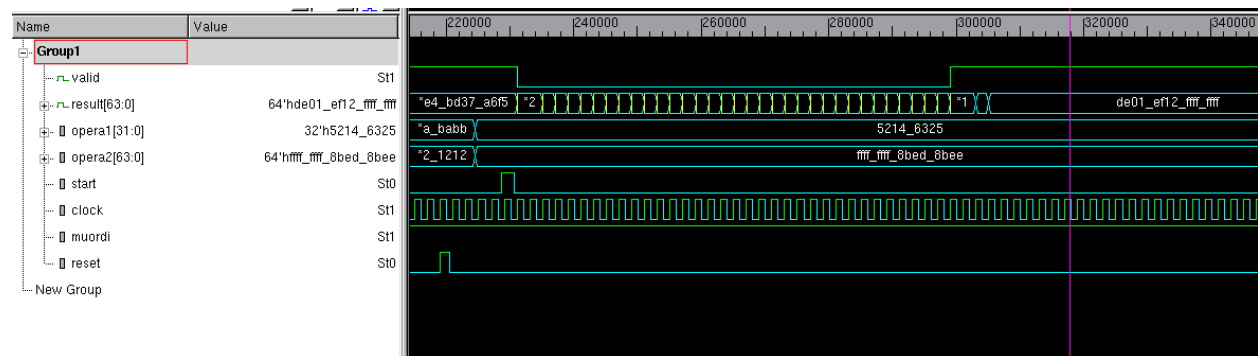 Name Value 220000 240000 260000 280000 300000 320000 340000
Group1
valid St1
result[63:0] 64'hde01_ef12_ffff_ffff *e4_bd37_a6f5 *2 *1 de01_ef12_ffff_ffff
opera1[31:0] 32'h5214_6325 *a_babb 5214_6325
opera2[63:0] 64'hffff_ffff_8bed_8bee *2_1212 ffff_ffff_8bed_8bee
start St0
clock St1
muordi St1
reset St0
New Group